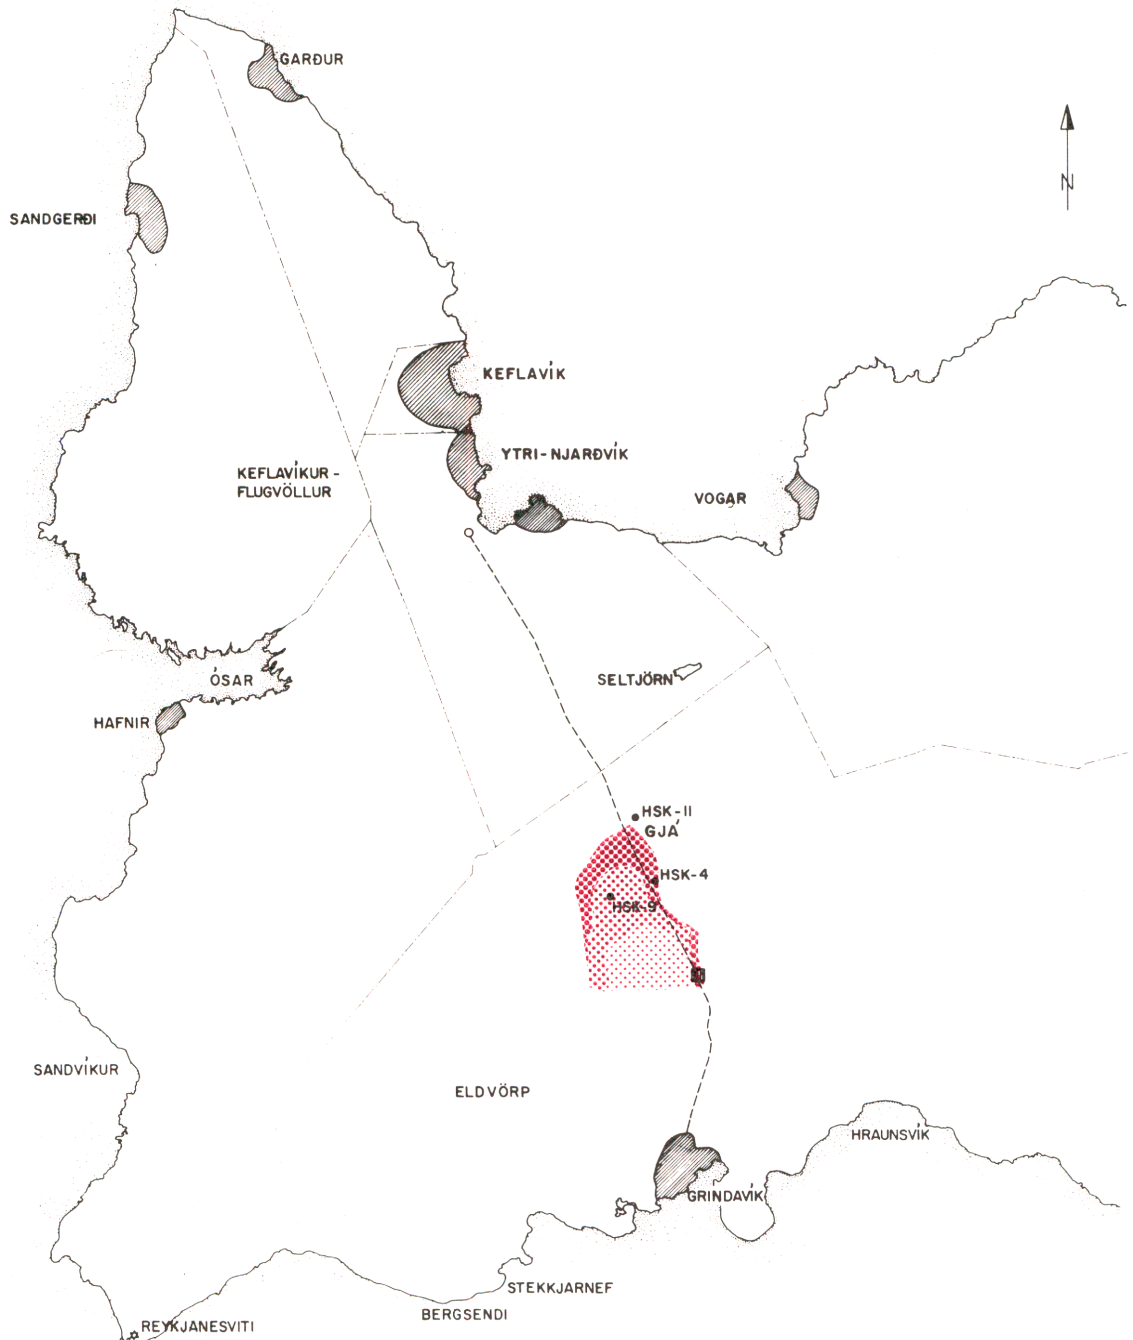 GARÐUR
N
SANDGERÐI
KEFLAVÍK
YTRI-NJARÐVÍK
KEFLAVÍKUR-
FLUGVÖLLUR
VOGAR
SELTJÖRN
ÓSAR
HAFNIR
HSK-11
GJÁ
HSK-4
HSK-9
SANDVÍKUR
ELDVÖRP
HRAUNSVÍK
GRINDAVÍK
STEKKJARNEF
BERGSENDI
REYKJANESVITI